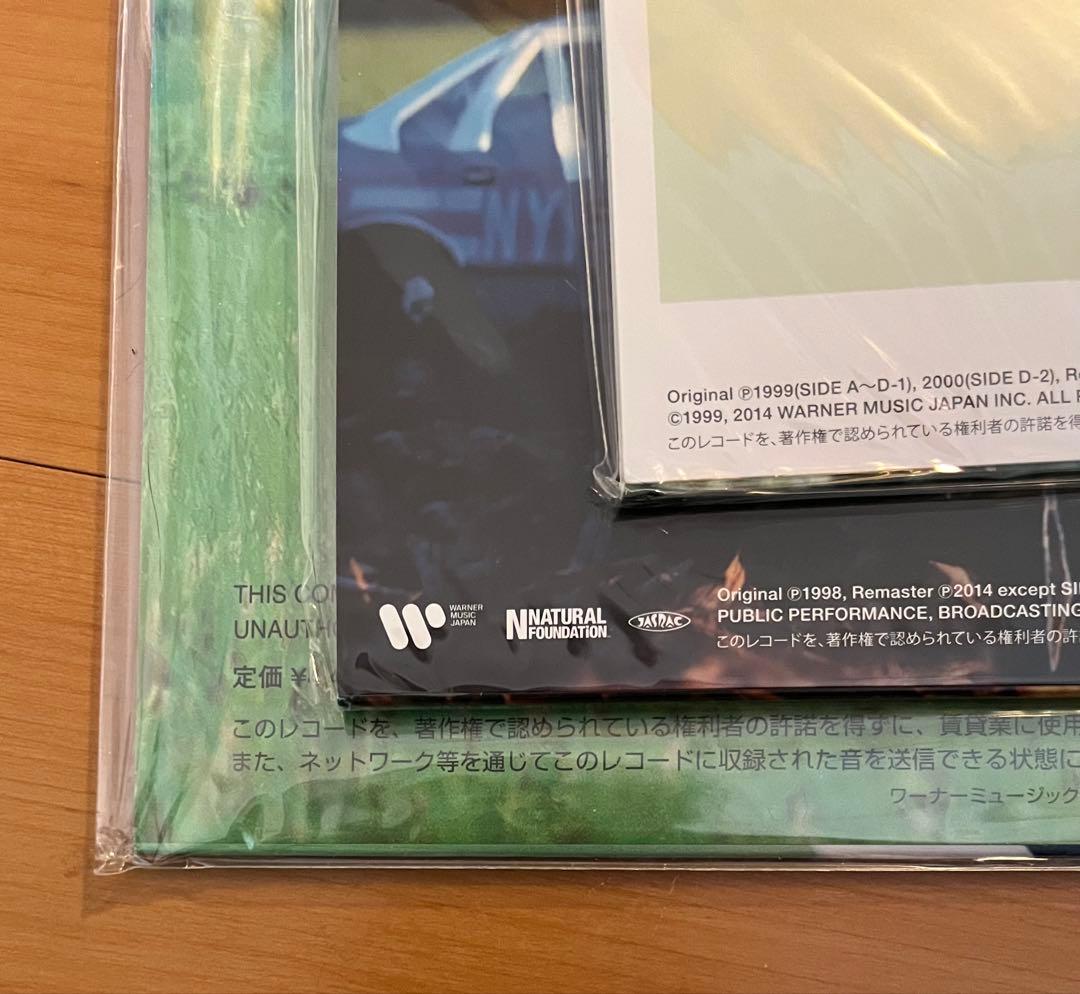 NYP
Original ℗1999(SIDE A～D-1), 2000(SIDE D-2), Re
©1999, 2014 WARNER MUSIC JAPAN INC. ALL
このレコードを、著作権で認められている権利者の許諾を得
WARNER
MUSIC
JAPAN
NATURAL
FOUNDATION
JASRAC
Original ℗1998, Remaster ℗2014 except
PUBLIC PERFORMANCE, BROADCASTING
このレコードを、著作権で認められている権利者の許
THIS
定価 ¥
このレコードを、著作権で認められている権利者の許諾を得ずに、賃貸業に使用
また、ネットワーク等を通じてこのレコードに収録された音を送信できる状態に
ワーナーミュージック